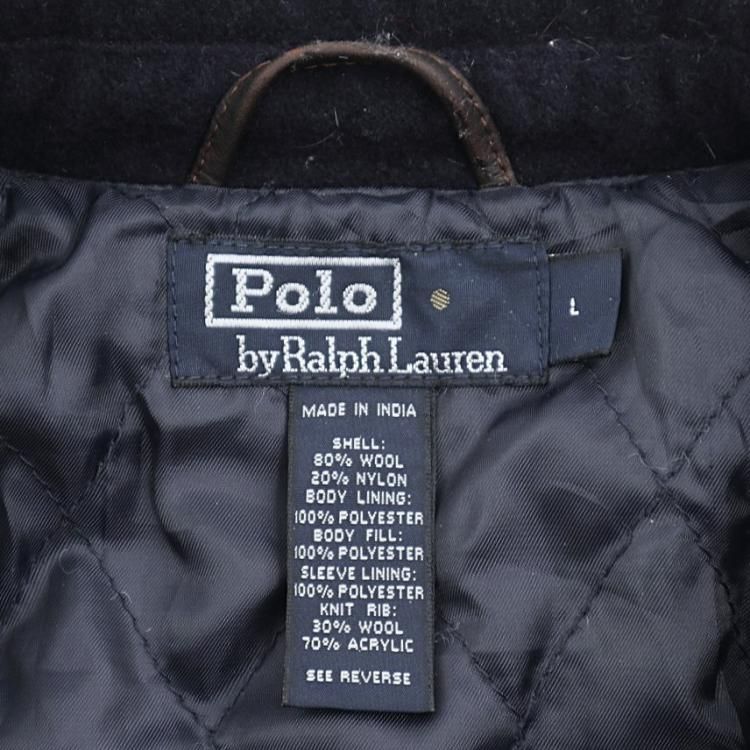 Polo
by Ralph Lauren
L
MADE IN INDIA
SHELL:
80% WOOL
20% NYLON
BODY LINING:
100% POLYESTER
BODY FILL:
100% POLYESTER
SLEEVE LINING:
100% POLYESTER
KNIT RIB:
30% WOOL
70% ACRYLIC
SEE REVERSE